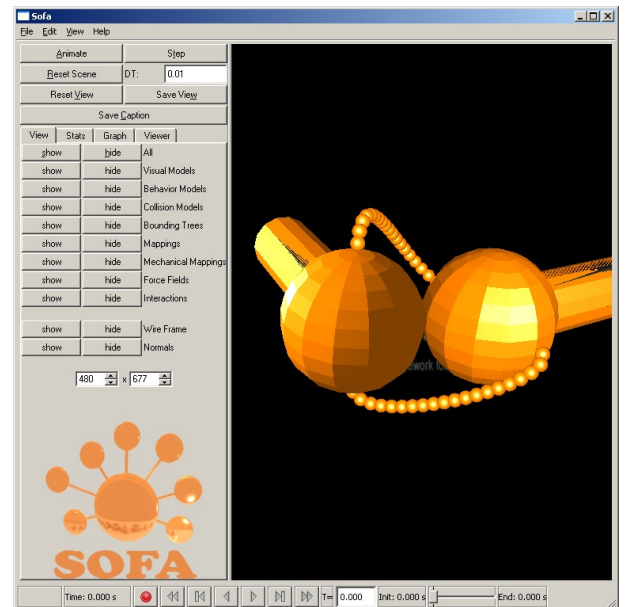 Sofa
File Edit View Help
Animate Step
Reset Scene DT: 0.01
Reset View Save View
Save Caption
View Stats Graph Viewer
show hide All
show hide Visual Models
show hide Behavior Models
show hide Collision Models
show hide Bounding Trees
show hide Mappings
show hide Mechanical Mappings
show hide Force Fields
show hide Interactions
show hide Wire Frame
show hide Normals
480 x 677
SOFA
Time: 0.000 s T= 0.000 Init: 0.000 s End: 0.000 s